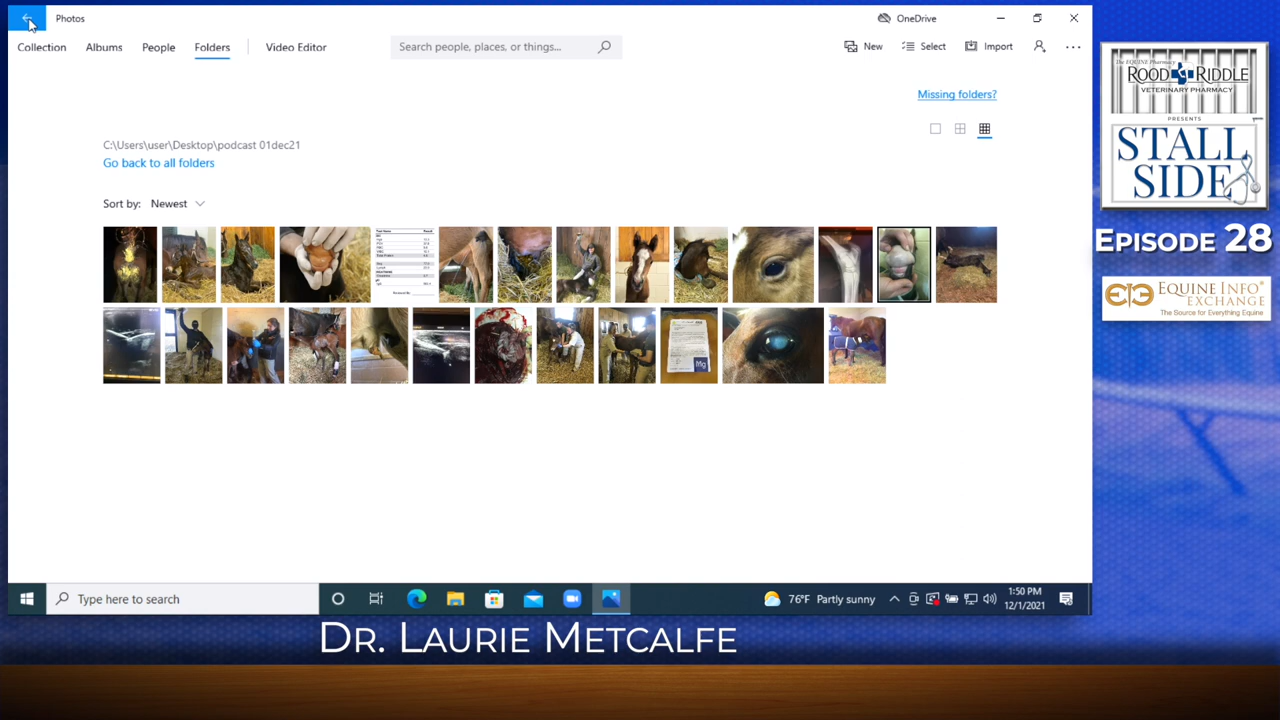 Photos
OneDrive
Collection Albums People Folders Video Editor
Search people, places, or things...
New Select Import
Missing folders?
C:\Users\user\Desktop\podcast 01dec21
Go back to all folders
Sort by: Newest
Mg
Type here to search
76°F Partly sunny
1:50 PM
12/1/2021
The EQUINE Pharmacy
ROOD RIDDLE
VETERINARY PHARMACY
PRESENTS
STALL
SIDE
EPISODE 28
EIE EQUINE INFO®
EXCHANGE
The Source for Everything Equine
DR. LAURIE METCALFE